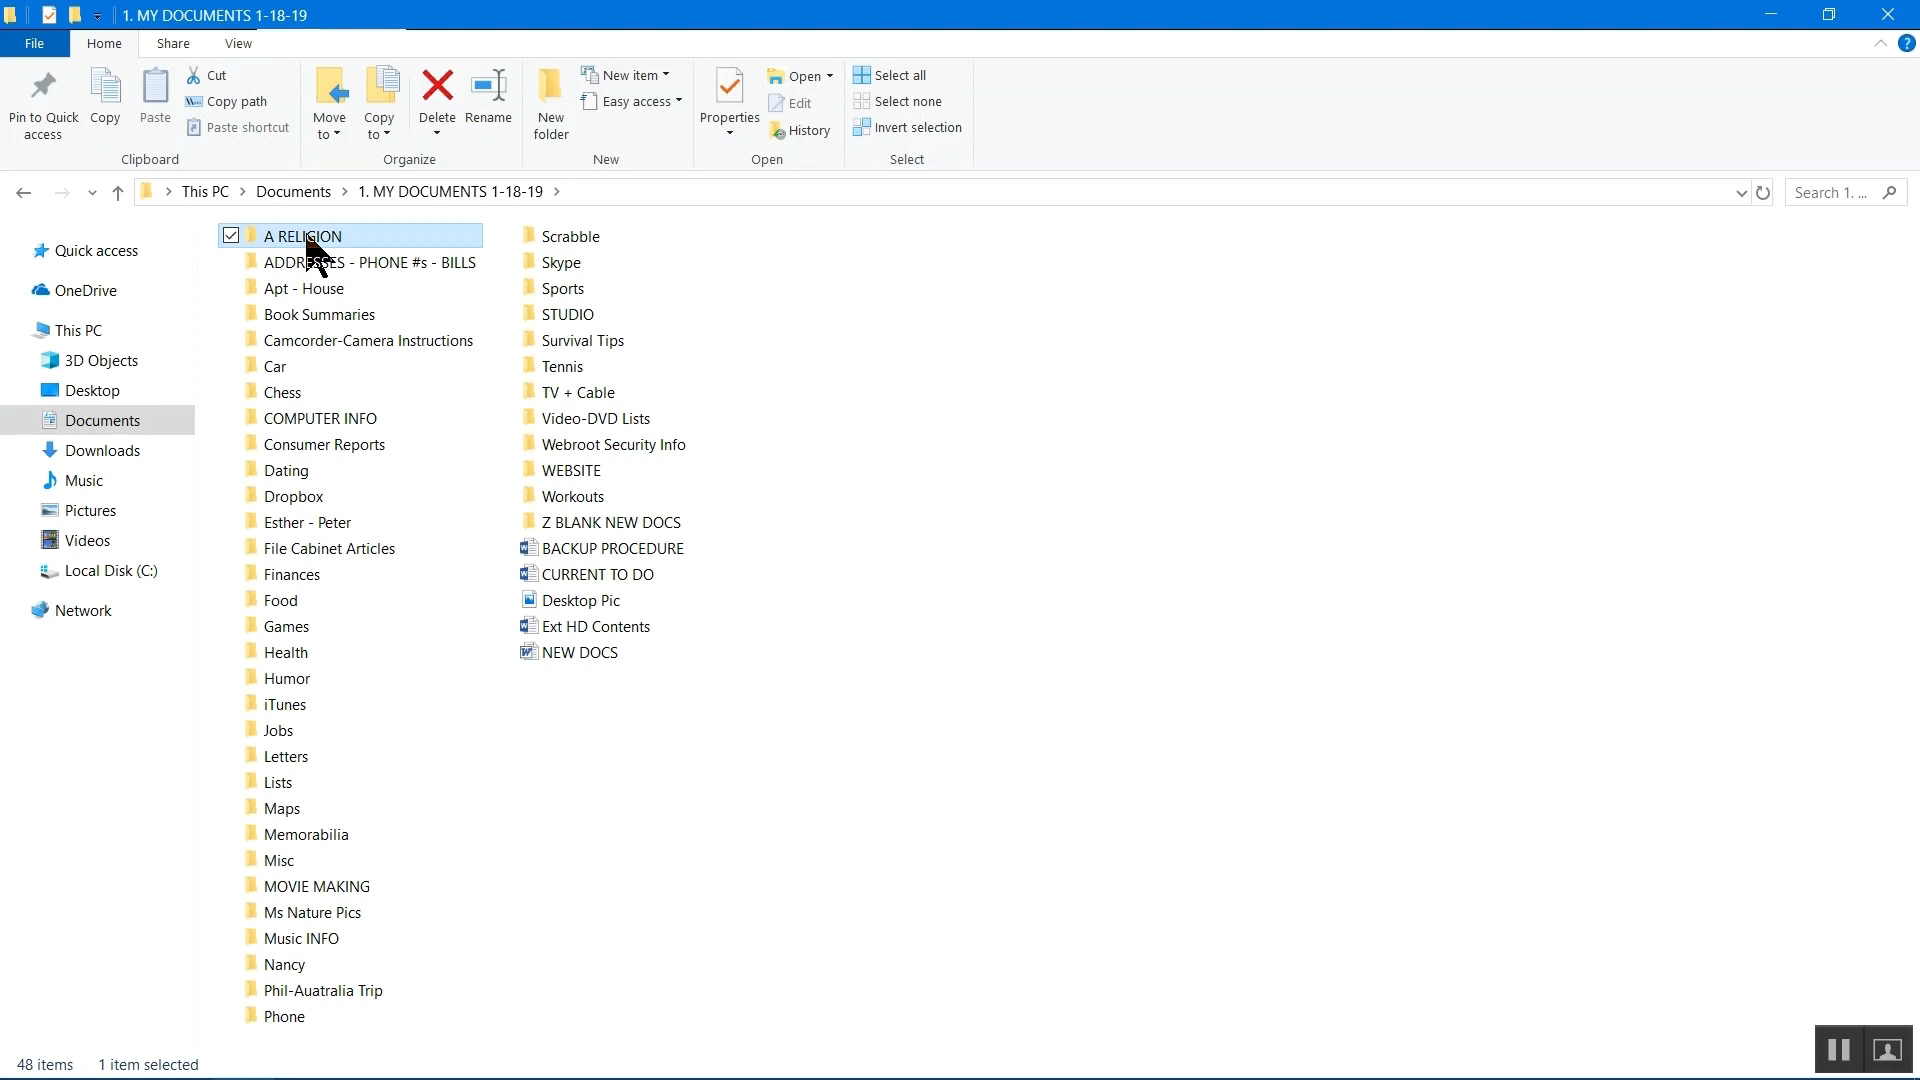 1. MY DOCUMENTS 1-18-19
File Home Share View
Pin to Quick access
Copy
Paste
Cut
Copy path
Paste shortcut
Clipboard
Move to
Copy to
Delete
Rename
Organize
New folder
New item
Easy access
New
Properties
Open
Edit
History
Open
Select all
Select none
Invert selection
Select
This PC > Documents > 1. MY DOCUMENTS 1-18-19 >
Search 1. ...
Quick access
OneDrive
This PC
3D Objects
Desktop
Documents
Downloads
Music
Pictures
Videos
Local Disk (C:)
Network
A RELIGION
ADDRESSES - PHONE #s - BILLS
Apt - House
Book Summaries
Camcorder-Camera Instructions
Car
Chess
COMPUTER INFO
Consumer Reports
Dating
Dropbox
Esther - Peter
File Cabinet Articles
Finances
Food
Games
Health
Humor
iTunes
Jobs
Letters
Lists
Maps
Memorabilia
Misc
MOVIE MAKING
Ms Nature Pics
Music INFO
Nancy
Phil-Auatralia Trip
Phone
Scrabble
Skype
Sports
STUDIO
Survival Tips
Tennis
TV + Cable
Video-DVD Lists
Webroot Security Info
WEBSITE
Workouts
Z BLANK NEW DOCS
BACKUP PROCEDURE
CURRENT TO DO
Desktop Pic
Ext HD Contents
NEW DOCS
48 items 1 item selected